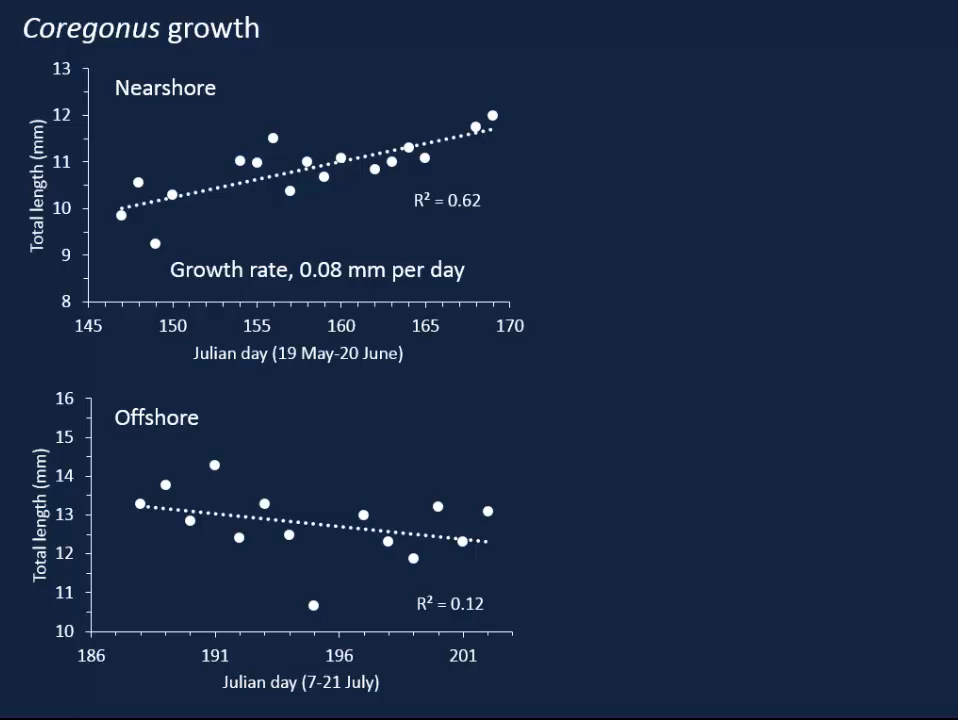 Coregonus growth
13
Nearshore
12
11
10
9
8
Total length (mm)
R² = 0.62
Growth rate, 0.08 mm per day
145 150 155 160 165 170
Julian day (19 May-20 June)
16
Offshore
15
14
13
12
11
10
Total length (mm)
R² = 0.12
186 191 196 201
Julian day (7-21 July)